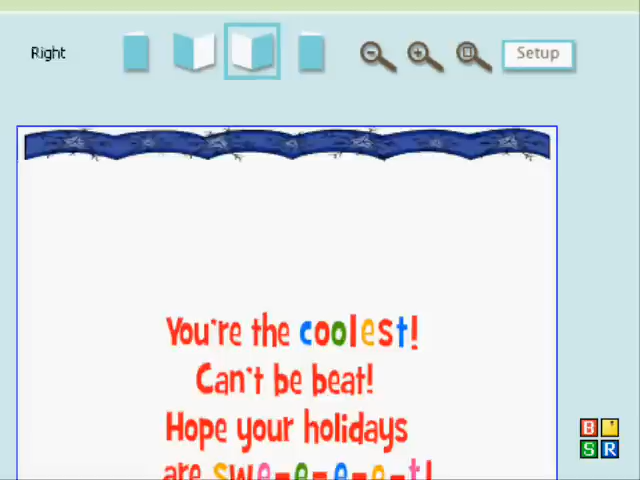 Right
Setup
You're the coolest!
Can't be beat!
Hope your holidays
are swe-e-e-e-t!
B
S R